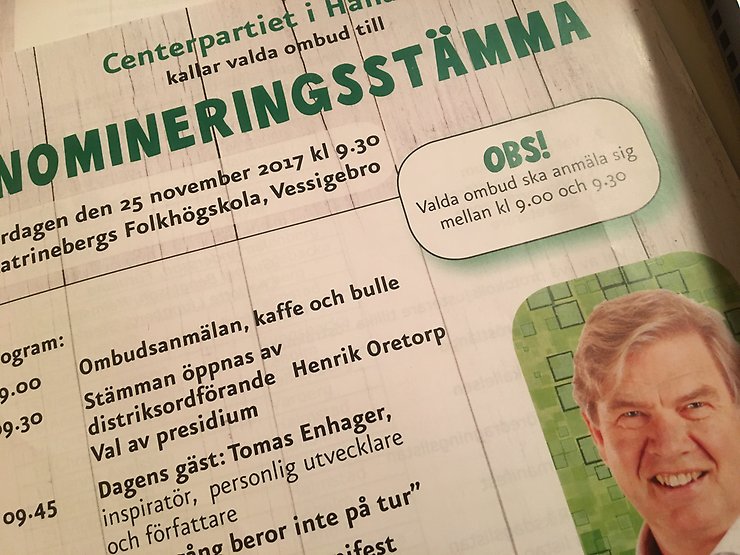 Centerpartiet i
kallar valda ombud till
NOMINERINGSSTÄMMA
den 25 november 2017 kl 9.30
Folkhögskola, Vessigebro
OBS!
Valda ombud ska anmäla sig
mellan kl 9.00 och 9.30
Ombudsanmälan, kaffe och bulle
09.30 Stämman öppnas av
distriksordförande Henrik Oretorp
Val av presidium
09.45 Dagens gäst: Tomas Enhager,
inspiratör, personlig utvecklare
och författare
beror inte på tur"